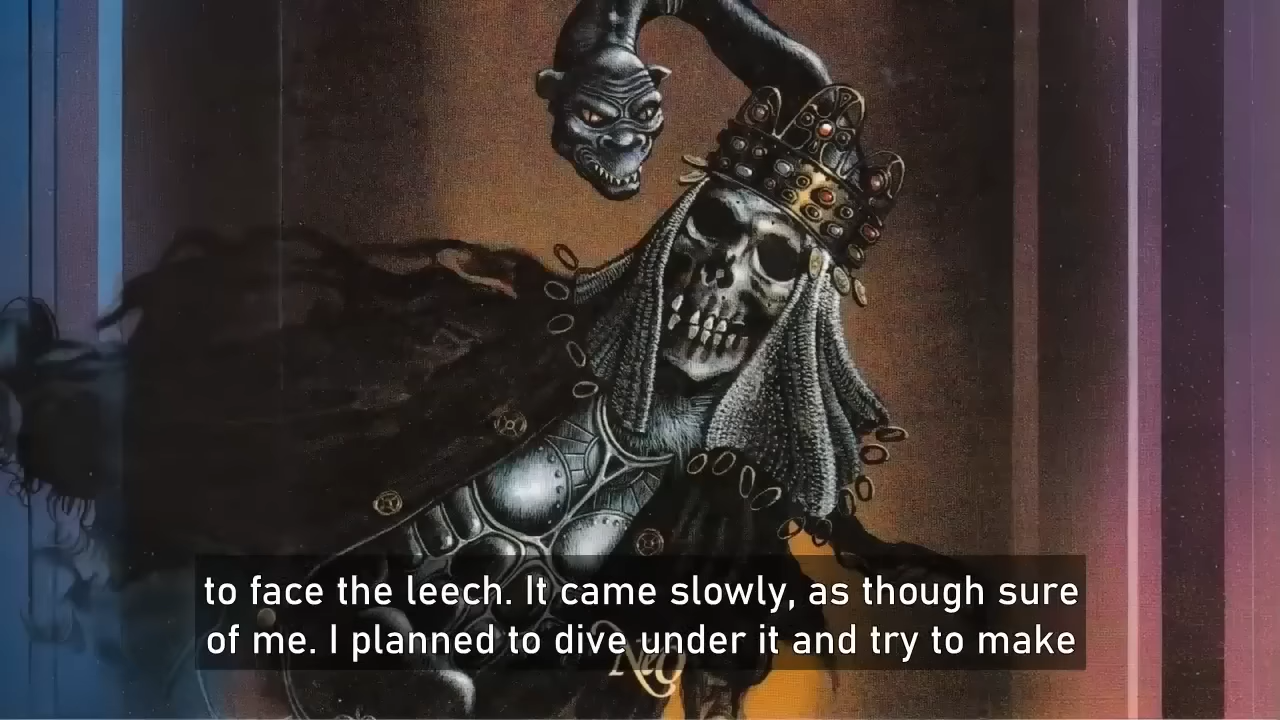 to face the leech. It came slowly, as though sure
of me. I planned to dive under it and try to make
NeO